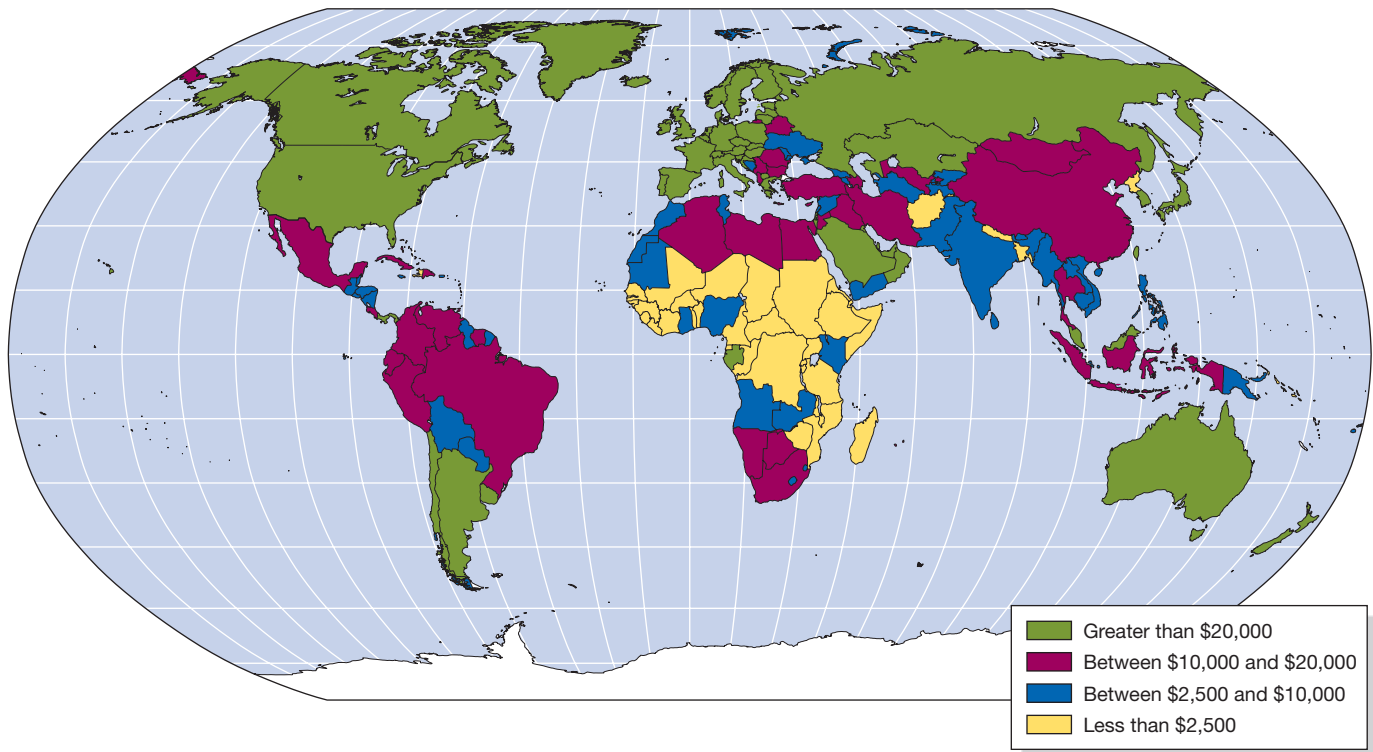 Greater than $20,000
Between $10,000 and $20,000
Between $2,500 and $10,000
Less than $2,500